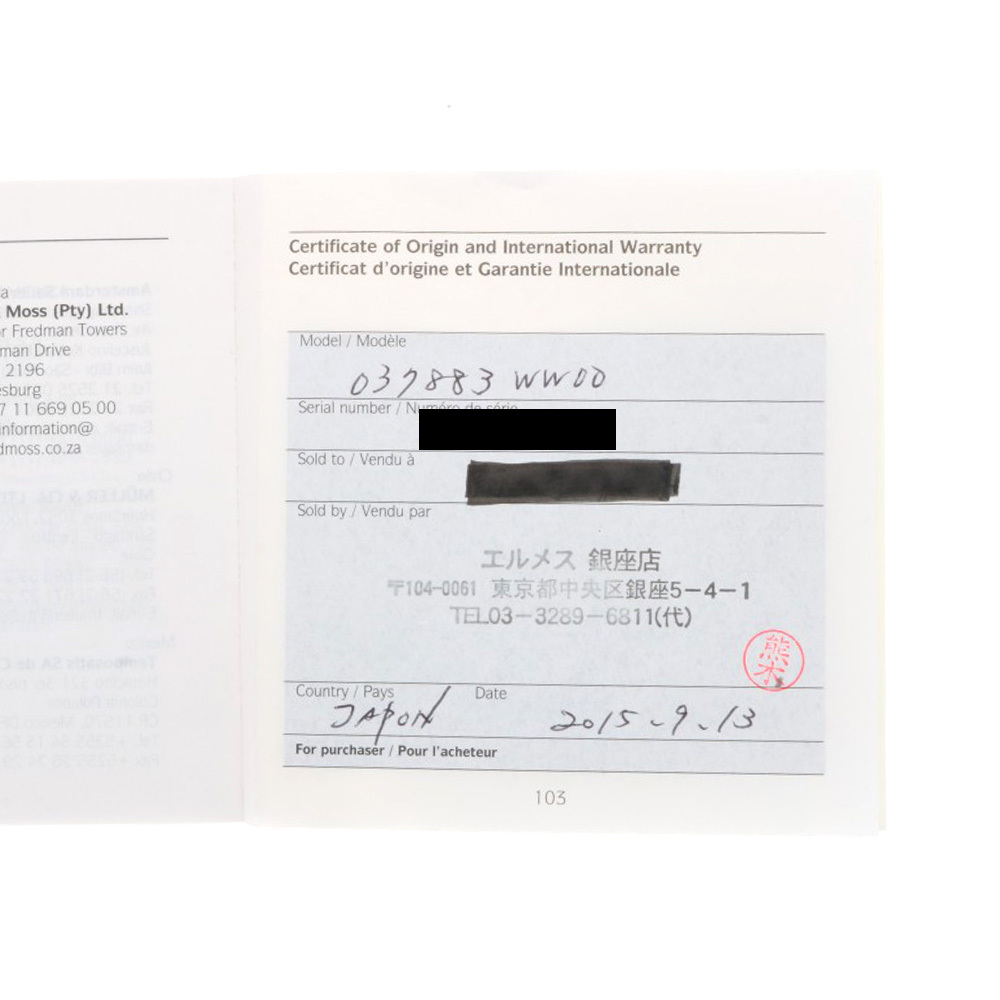 a
Moss (Pty) Ltd.
r Fredman Towers
man Drive
2196
esburg
7 11 669 05 00
information@
dmoss.co.za
Certificate of Origin and International Warranty
Certificat d'origine et Garantie Internationale
Model / Modèle
037883 WW00
Serial number / Numéro de série
Sold to / Vendu à
Sold by / Vendu par
エルメス 銀座店
〒104-0061 東京都中央区銀座5-4-1
TEL03-3289-6811(代)
熊木
Country / Pays
Date
JAPON
2015.9.13
For purchaser / Pour l'acheteur
103